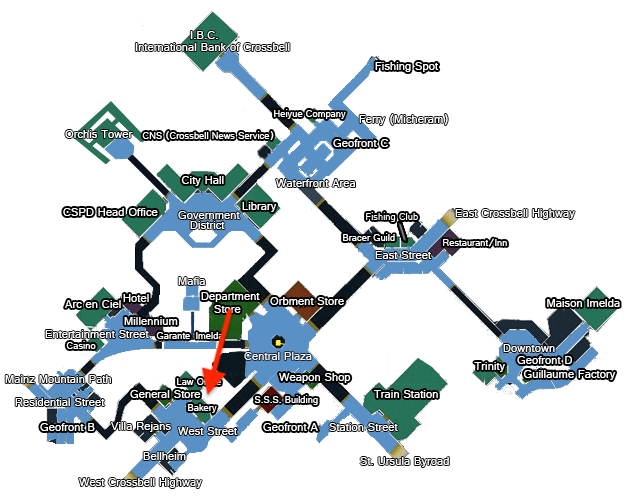 I.B.C.
International Bank of Crossbell
Fishing Spot
Heiyue Company
Ferry (Micheram)
Orchis Tower
CNS (Crossbell News Service)
Geofront C
City Hall
Waterfront Area
CSPD Head Office
Library
Government
District
Fishing Club
East Crossbell Highway
Bracer Guild
Restaurant/Inn
East Street
Mafia
Arc en Ciel
Hotel
Department
Store
Orbment Store
Maison Imelda
Millennium
Entertainment Street
Garante Imelda
Casino
Central Plaza
Downtown
Geofront D
Trinity
Guillaume Factory
Mainz Mountain Path
Law Office
Weapon Shop
General Store
Train Station
Residential Street
Bakery
S.S.S. Building
Geofront B
Villa Rejans
West Street
Geofront A
Station Street
Bellheim
St. Ursula Byroad
West Crossbell Highway